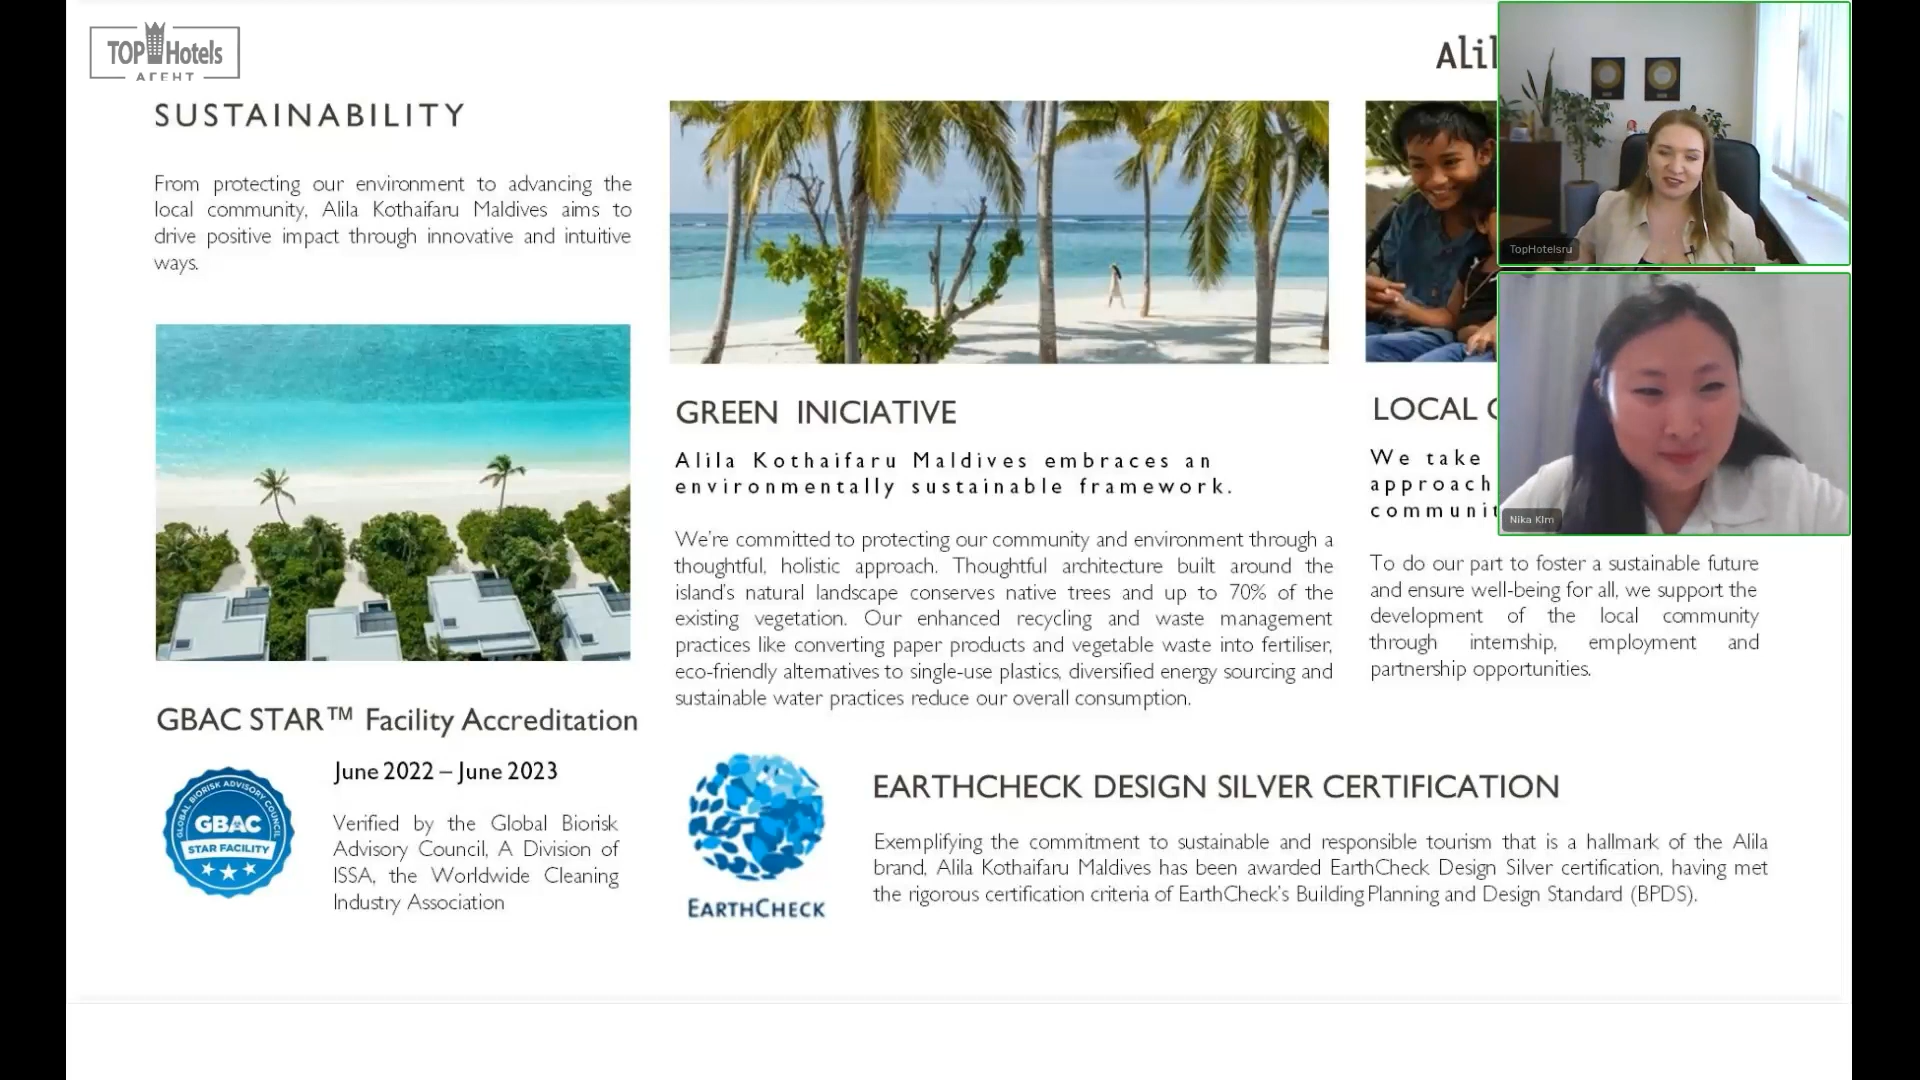 TOP Hotels
АГЕНТ
Alil
SUSTAINABILITY
From protecting our environment to advancing the
local community, Alila Kothaifaru Maldives aims to
drive positive impact through innovative and intuitive
ways.
GBAC STAR™ Facility Accreditation
June 2022 – June 2023
GLOBAL BIORISK ADVISORY COUNCIL
GBAC
STAR FACILITY
Verified by the Global Biorisk
Advisory Council, A Division of
ISSA, the Worldwide Cleaning
Industry Association
GREEN INICIATIVE
Alila Kothaifaru Maldives embraces an
environmentally sustainable framework.
We're committed to protecting our community and environment through a
thoughtful, holistic approach. Thoughtful architecture built around the
island's natural landscape conserves native trees and up to 70% of the
existing vegetation. Our enhanced recycling and waste management
practices like converting paper products and vegetable waste into fertiliser,
eco-friendly alternatives to single-use plastics, diversified energy sourcing and
sustainable water practices reduce our overall consumption.
LOCAL
We take
approach
communit
To do our part to foster a sustainable future
and ensure well-being for all, we support the
development of the local community
through internship, employment and
partnership opportunities.
EARTHCHECK
EARTHCHECK DESIGN SILVER CERTIFICATION
Exemplifying the commitment to sustainable and responsible tourism that is a hallmark of the Alila
brand, Alila Kothaifaru Maldives has been awarded EarthCheck Design Silver certification, having met
the rigorous certification criteria of EarthCheck's Building Planning and Design Standard (BPDS).
TopHotelsru
Nika KIm